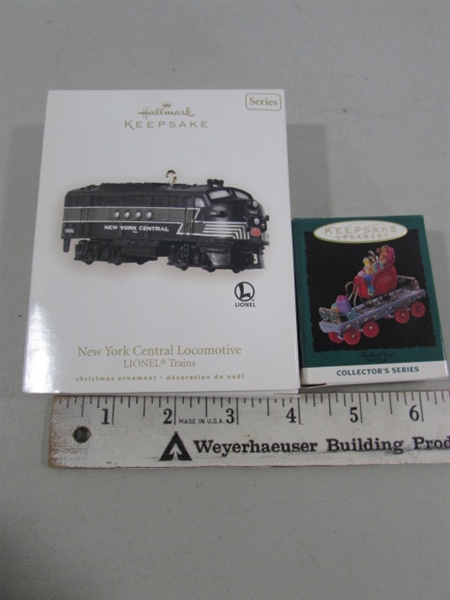 Hallmark
KEEPSAKE
Series
NEW YORK CENTRAL
LIONEL
New York Central Locomotive
LIONEL® Trains
christmas ornament • décoration de noël
KEEPSAKE
ORNAMENT
COLLECTOR'S SERIES
1 2 3 4 5 6
MADE IN U.S.A.
Weyerhaeuser Building Prod